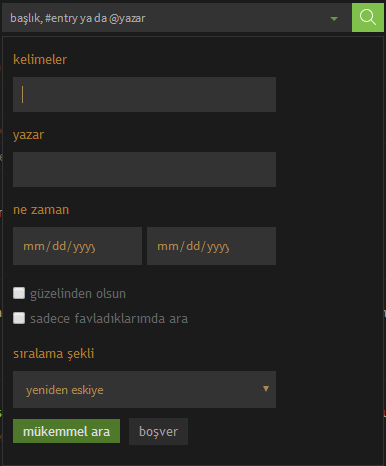 başlık, #entry ya da @yazar
kelimeler
yazar
ne zaman
mm/dd/yyyy mm/dd/yyyy
güzelinden olsun
sadece favladıklarımda ara
sıralama şekli
yeniden eskiye
mükemmel ara boşver